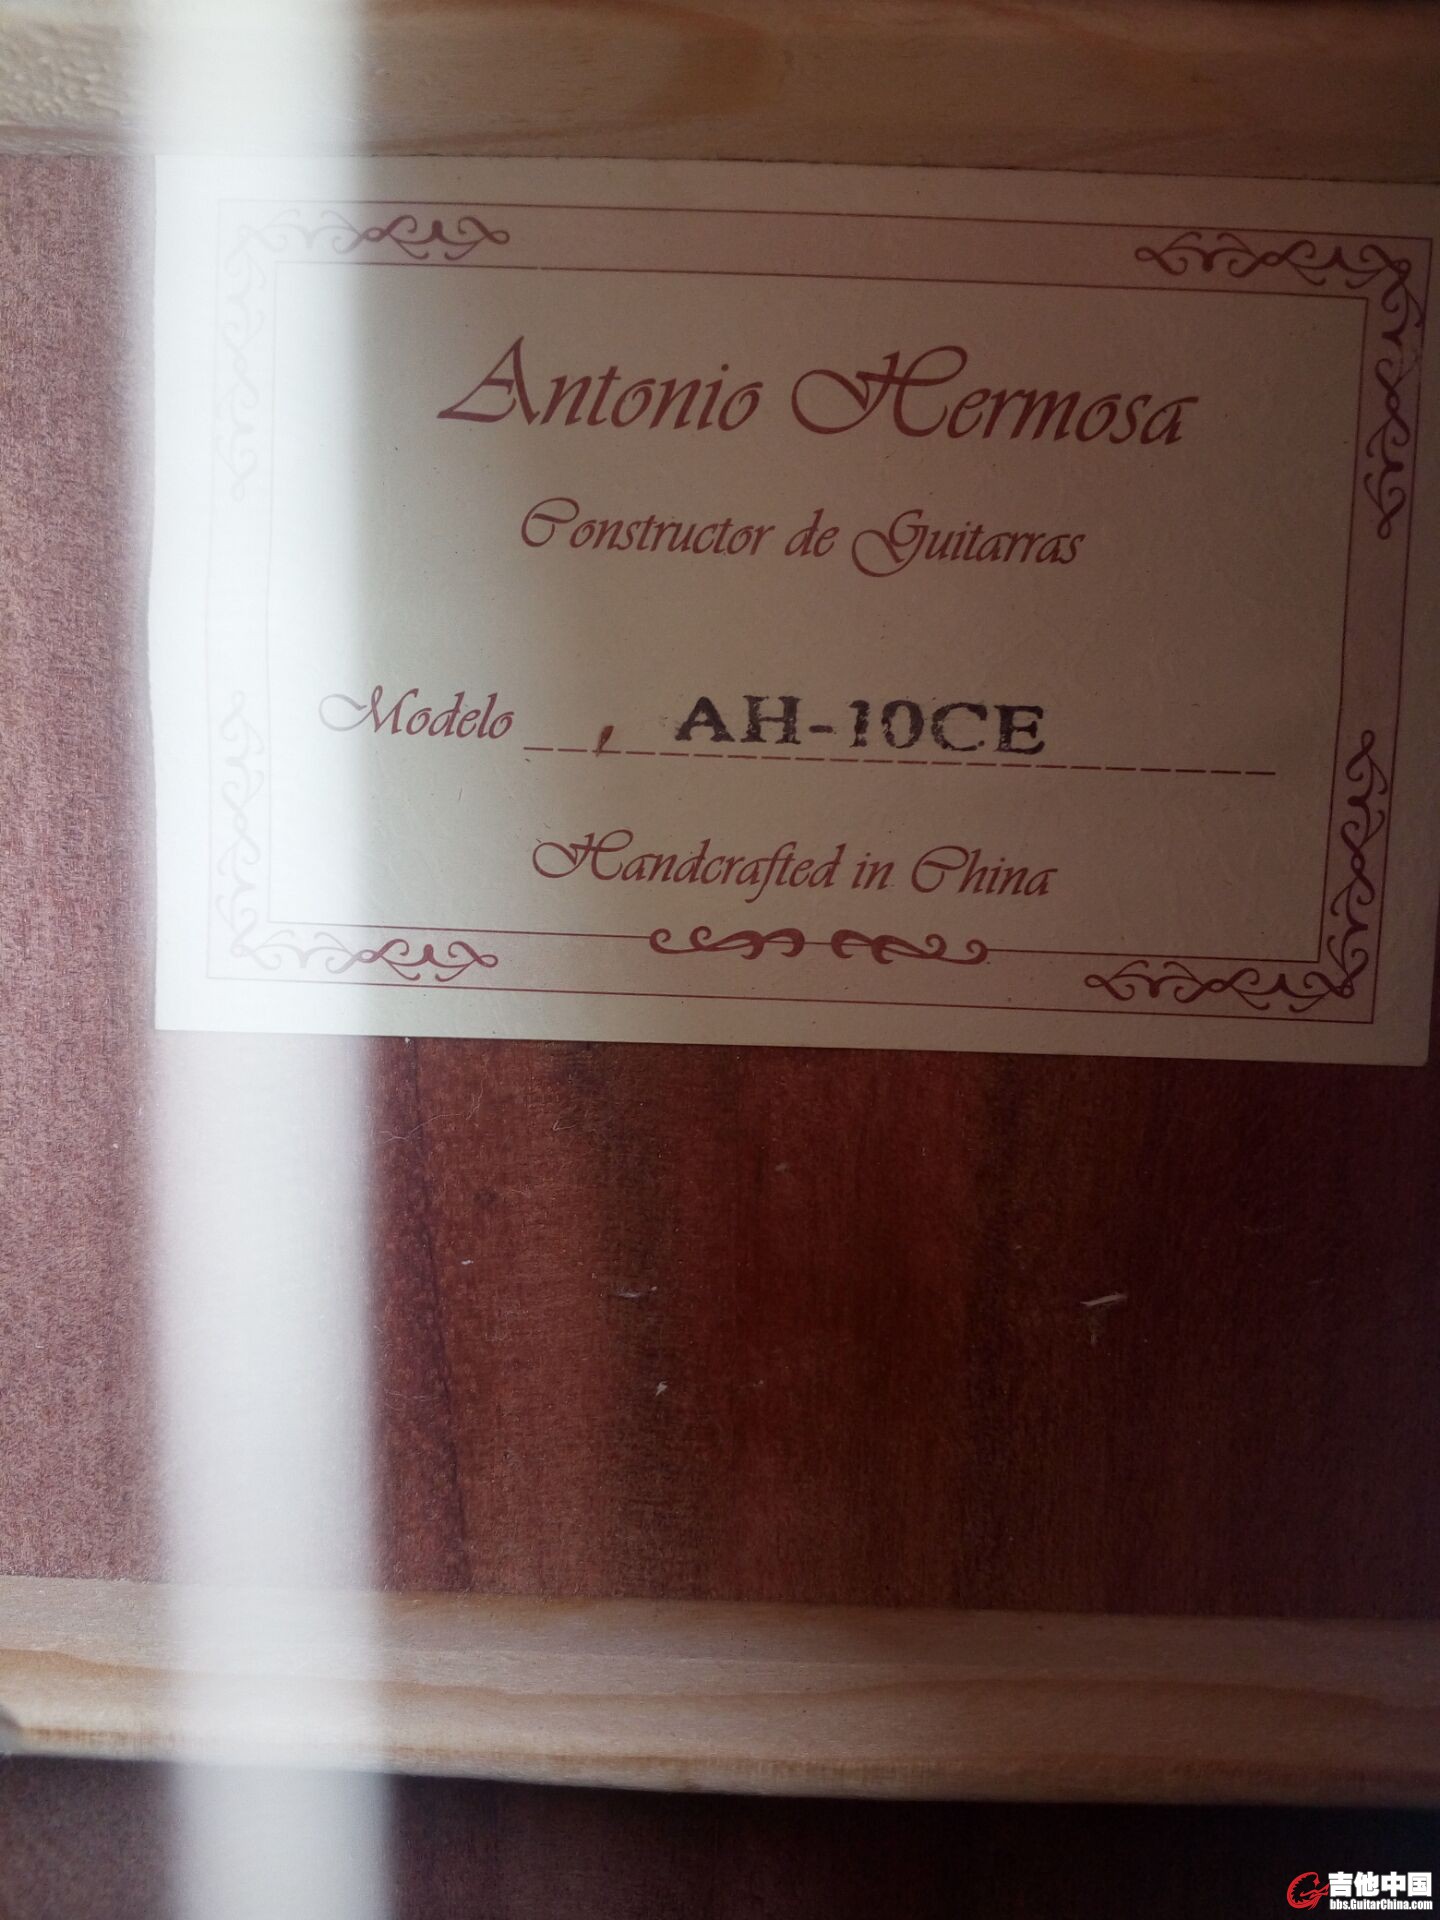 Antonio Hermosa
Constructor de Guitarras
Modelo AH-10CE
Handcrafted in China
吉他中国
bbs.GuitarChina.com